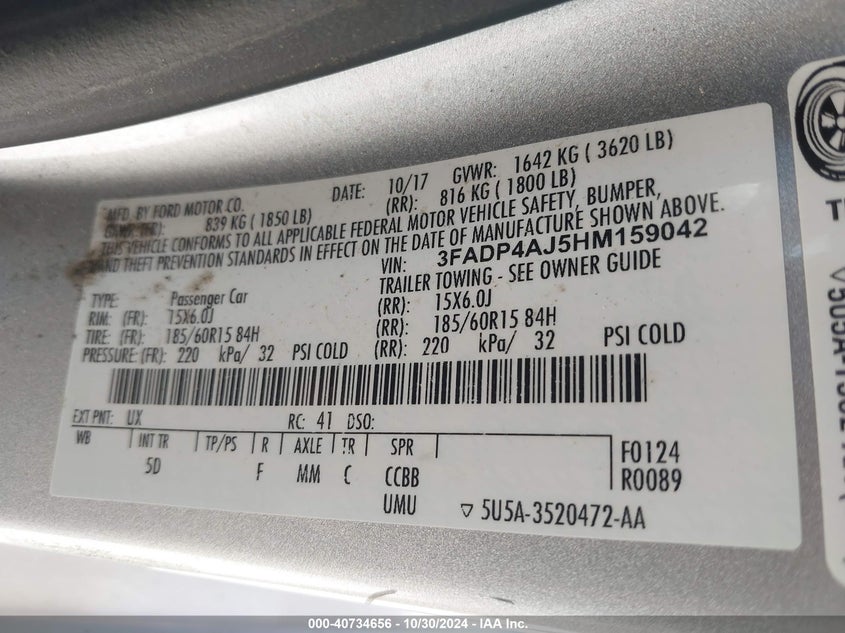 MFD. BY FORD MOTOR CO. DATE: 10/17 GVWR: 1642 KG ( 3620 LB)
839 KG ( 1850 LB) (RR): 816 KG ( 1800 LB)
THIS VEHICLE CONFORMS TO ALL APPLICABLE FEDERAL MOTOR VEHICLE SAFETY, BUMPER,
AND THEFT PREVENTION STANDARDS IN EFFECT ON THE DATE OF MANUFACTURE SHOWN ABOVE.
VIN: 3FADP4AJ5HM159042
TRAILER TOWING - SEE OWNER GUIDE
TYPE: Passenger Car
RIM: (FR): 15X6.0J (RR): 15X6.0J
TIRE: (FR): 185/60R15 84H (RR): 185/60R15 84H
PRESSURE: (FR): 220 kPa/ 32 PSI COLD (RR): 220 kPa/ 32 PSI COLD
EXT PNT: UX RC: 41 DSO:
WB INT TR TP/PS R AXLE TR SPR F0124
5D F MM C CCBB R0089
UMU ▽ 5U5A-3520472-AA
000-40734656 - 10/30/2024 - IAA Inc.